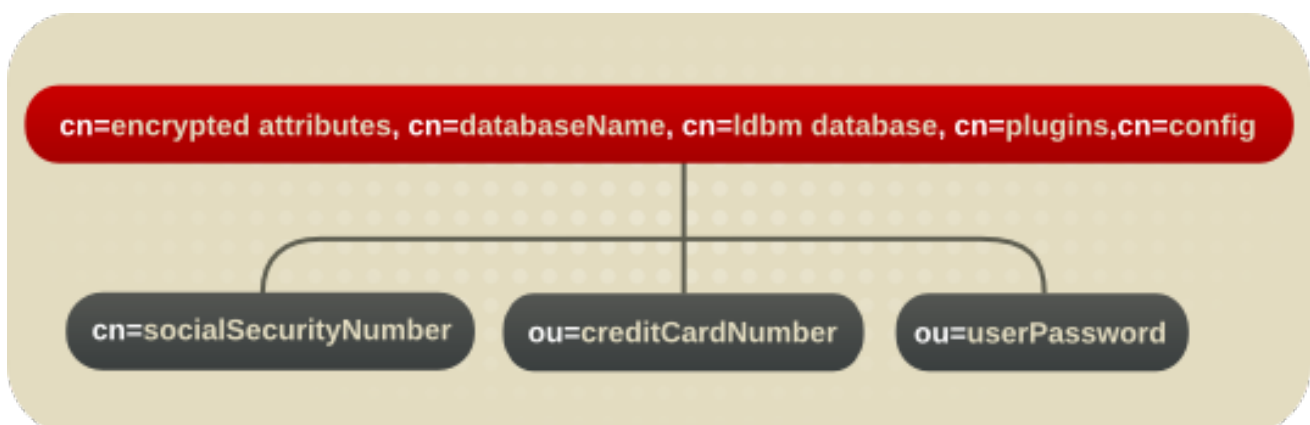 cn=encrypted attributes, cn=databaseName, cn=ldbm database, cn=plugins,cn=config
cn=socialSecurityNumber
ou=creditCardNumber
ou=userPassword